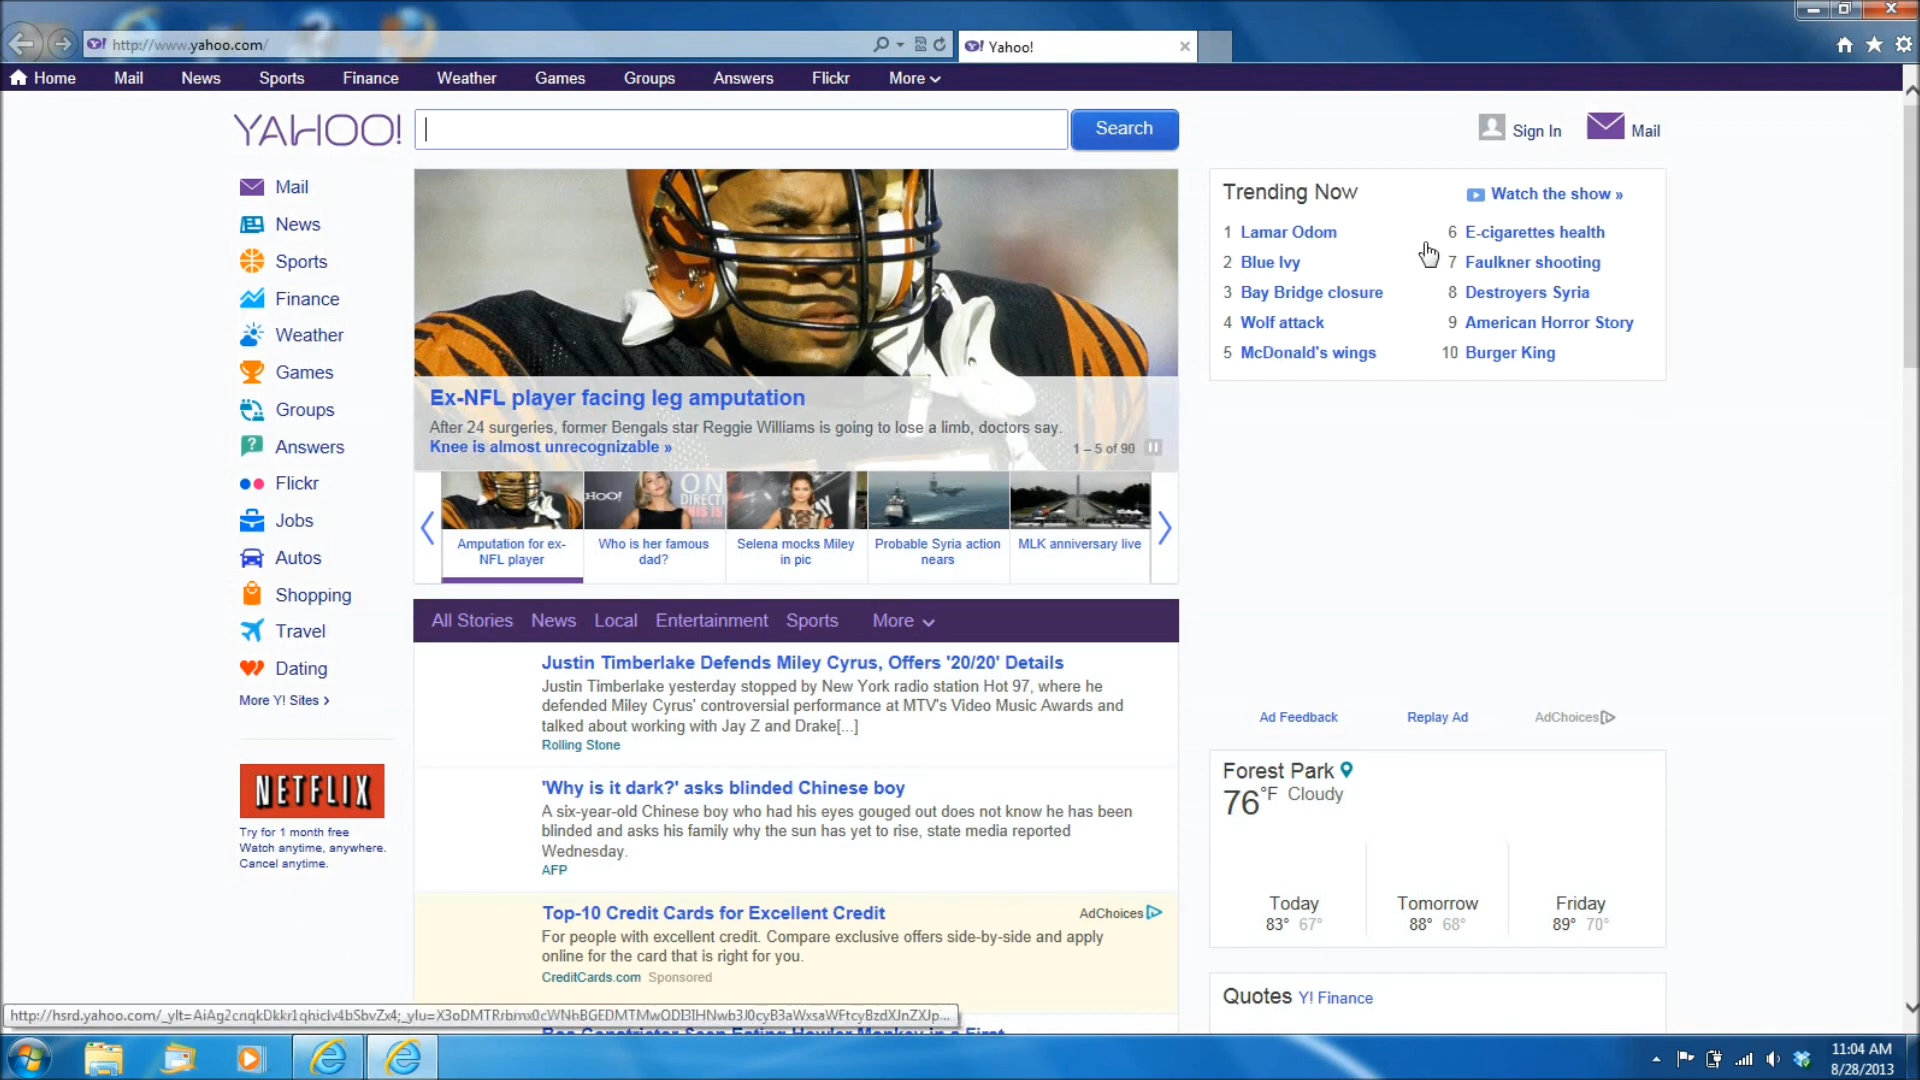 http://www.yahoo.com/
Yahoo!
Home Mail News Sports Finance Weather Games Groups Answers Flickr More
YAHOO!
Search
Sign In
Mail
Mail
News
Sports
Finance
Weather
Games
Groups
Answers
Flickr
Jobs
Autos
Shopping
Travel
Dating
More Y! Sites >
NETFLIX
Try for 1 month free
Watch anytime, anywhere.
Cancel anytime.
Ex-NFL player facing leg amputation
After 24 surgeries, former Bengals star Reggie Williams is going to lose a limb, doctors say.
Knee is almost unrecognizable »
1 – 5 of 90
Amputation for ex-
NFL player
Who is her famous
dad?
Selena mocks Miley
in pic
Probable Syria action
nears
MLK anniversary live
All Stories News Local Entertainment Sports More
Justin Timberlake Defends Miley Cyrus, Offers '20/20' Details
Justin Timberlake yesterday stopped by New York radio station Hot 97, where he
defended Miley Cyrus' controversial performance at MTV's Video Music Awards and
talked about working with Jay Z and Drake[...]
Rolling Stone
'Why is it dark?' asks blinded Chinese boy
A six-year-old Chinese boy who had his eyes gouged out does not know he has been
blinded and asks his family why the sun has yet to rise, state media reported
Wednesday.
AFP
Top-10 Credit Cards for Excellent Credit
AdChoices
For people with excellent credit. Compare exclusive offers side-by-side and apply
online for the card that is right for you.
CreditCards.com Sponsored
Trending Now
Watch the show »
1 Lamar Odom
2 Blue Ivy
3 Bay Bridge closure
4 Wolf attack
5 McDonald's wings
6 E-cigarettes health
7 Faulkner shooting
8 Destroyers Syria
9 American Horror Story
10 Burger King
Ad Feedback
Replay Ad
AdChoices
Forest Park
76°F Cloudy
Today
83° 67°
Tomorrow
88° 68°
Friday
89° 70°
Quotes Y! Finance
11:04 AM
8/28/2013